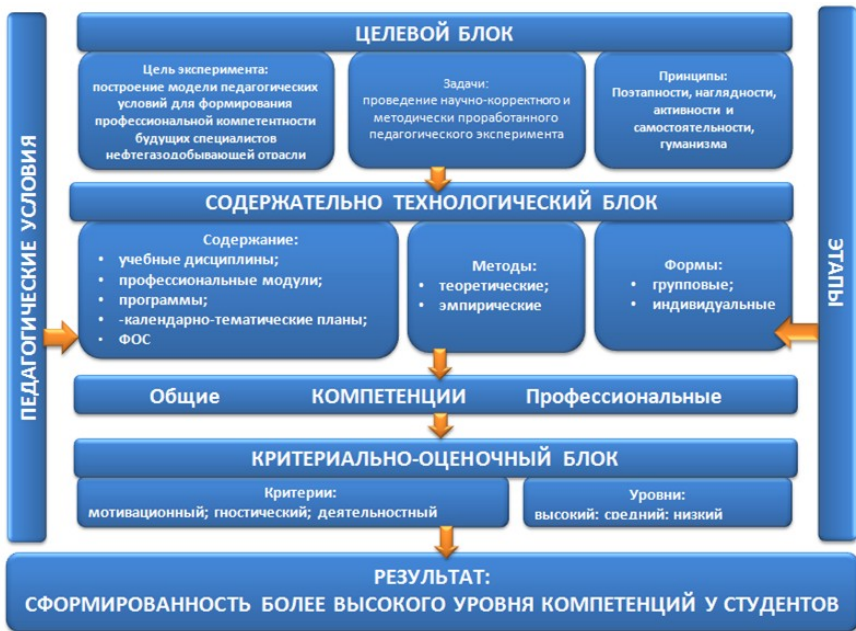 ЦЕЛЕВОЙ БЛОК
Цель эксперимента:
построение модели педагогических
условий для формирования
профессиональной компетентности
будущих специалистов
нефтегазодобывающей отрасли
Задачи:
проведение научно-корректного и
методически проработанного
педагогического эксперимента
Принципы:
Поэтапности, наглядности,
активности и
самостоятельности,
гуманизма
ПЕДАГОГИЧЕСКИЕ УСЛОВИЯ
ЭТАПЫ
СОДЕРЖАТЕЛЬНО ТЕХНОЛОГИЧЕСКИЙ БЛОК
Содержание:
• учебные дисциплины;
• профессиональные модули;
• программы;
• -календарно-тематические планы;
• ФОС
Методы:
• теоретические;
• эмпирические
Формы:
• групповые;
• индивидуальные
Общие КОМПЕТЕНЦИИ Профессиональные
КРИТЕРИАЛЬНО-ОЦЕНОЧНЫЙ БЛОК
Критерии:
мотивационный; гностический; деятельностный
Уровни:
высокий; средний; низкий
РЕЗУЛЬТАТ:
СФОРМИРОВАННОСТЬ БОЛЕЕ ВЫСОКОГО УРОВНЯ КОМПЕТЕНЦИЙ У СТУДЕНТОВ